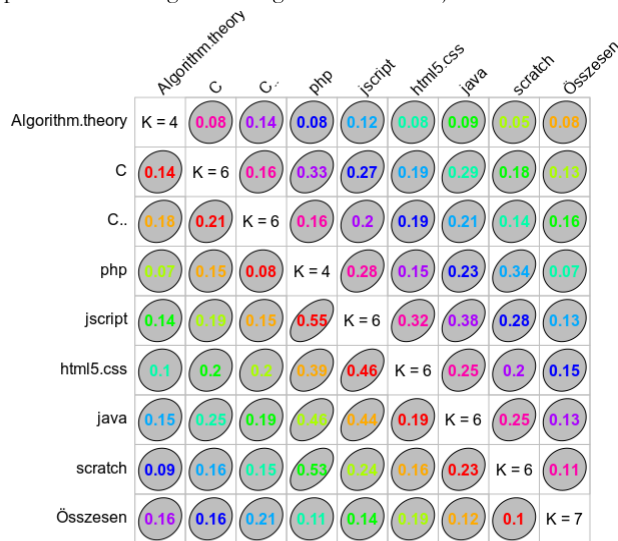 Algorithm.theory C C.. php jscript html5.css java scratch Összesen
Algorithm.theory K = 4 0.08 0.14 0.08 0.12 0.08 0.09 0.05 0.08
C 0.14 K = 6 0.16 0.33 0.27 0.19 0.29 0.18 0.13
C.. 0.18 0.21 K = 6 0.16 0.2 0.19 0.21 0.14 0.16
php 0.07 0.15 0.08 K = 4 0.28 0.15 0.23 0.34 0.07
jscript 0.14 0.19 0.15 0.55 K = 6 0.32 0.38 0.28 0.13
html5.css 0.1 0.2 0.2 0.39 0.46 K = 6 0.25 0.2 0.15
java 0.15 0.25 0.19 0.46 0.44 0.19 K = 6 0.25 0.13
scratch 0.09 0.16 0.15 0.53 0.24 0.16 0.23 K = 6 0.11
Összesen 0.16 0.16 0.21 0.11 0.14 0.19 0.12 0.1 K = 7